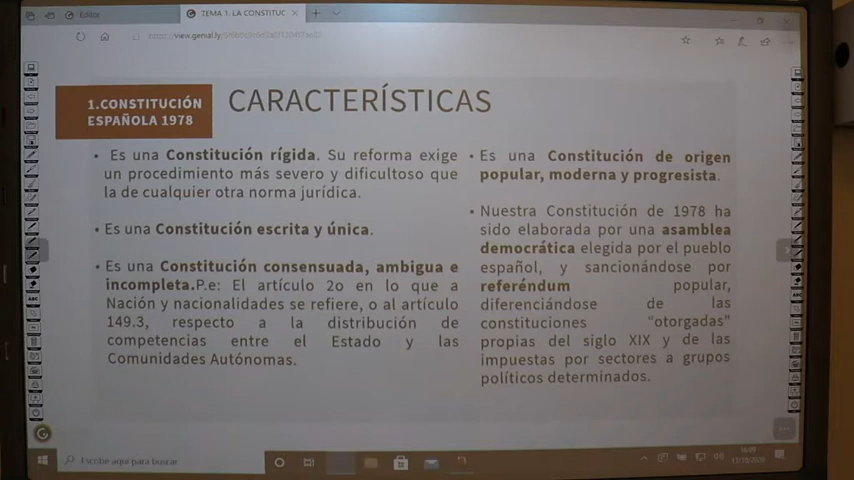 Editor
TEMA 1. LA CONSTITUC
1.CONSTITUCIÓN
ESPAÑOLA 1978
CARACTERÍSTICAS
• Es una Constitución rígida. Su reforma exige
un procedimiento más severo y dificultoso que
la de cualquier otra norma jurídica.
• Es una Constitución escrita y única.
• Es una Constitución consensuada, ambigua e
incompleta.P.e: El artículo 2o en lo que a
Nación y nacionalidades se refiere, o al artículo
149.3, respecto a la distribución de
competencias entre el Estado y las
Comunidades Autónomas.
• Es una Constitución de origen
popular, moderna y progresista.
• Nuestra Constitución de 1978 ha
sido elaborada por una asamblea
democrática elegida por el pueblo
español, y sancionándose por
referéndum popular,
diferenciándose de las
constituciones “otorgadas”
propias del siglo XIX y de las
impuestas por sectores a grupos
políticos determinados.
ABC
ABC
Escribe aquí para buscar